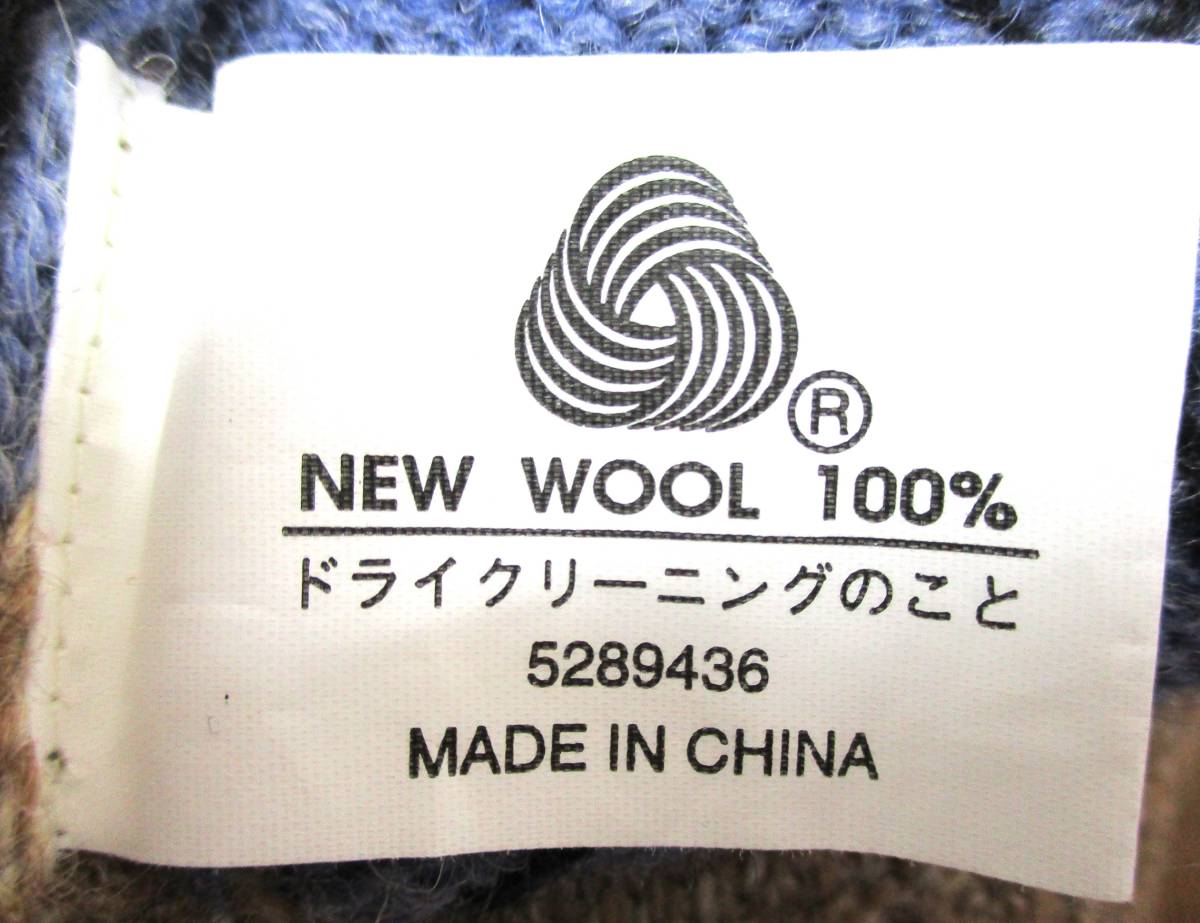 ®
NEW WOOL 100%
ドライクリーニングのこと
5289436
MADE IN CHINA